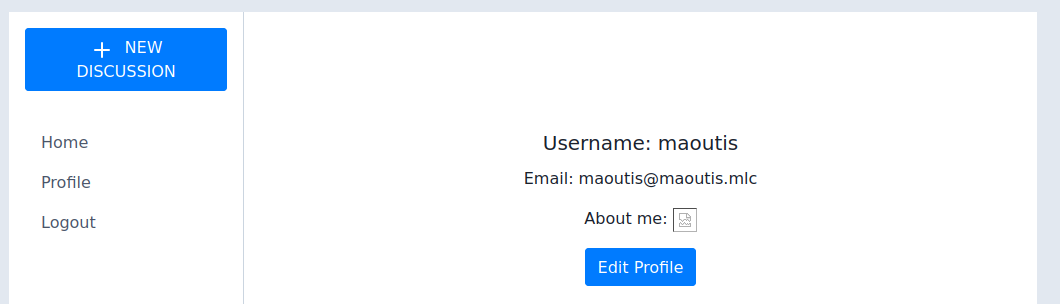 + NEW
DISCUSSION
Home
Profile
Logout
Username: maoutis
Email: maoutis@maoutis.mlc
About me:
Edit Profile